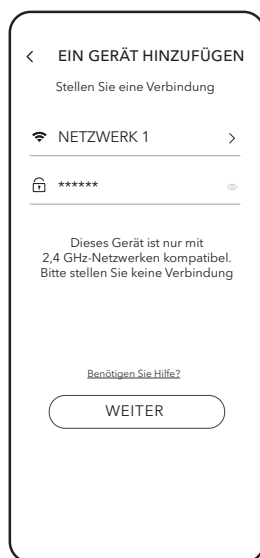 EIN GERÄT HINZUFÜGEN
Stellen Sie eine Verbindung
NETZWERK 1
******
Dieses Gerät ist nur mit
2,4 GHz-Netzwerken kompatibel.
Bitte stellen Sie keine Verbindung
Benötigen Sie Hilfe?
WEITER